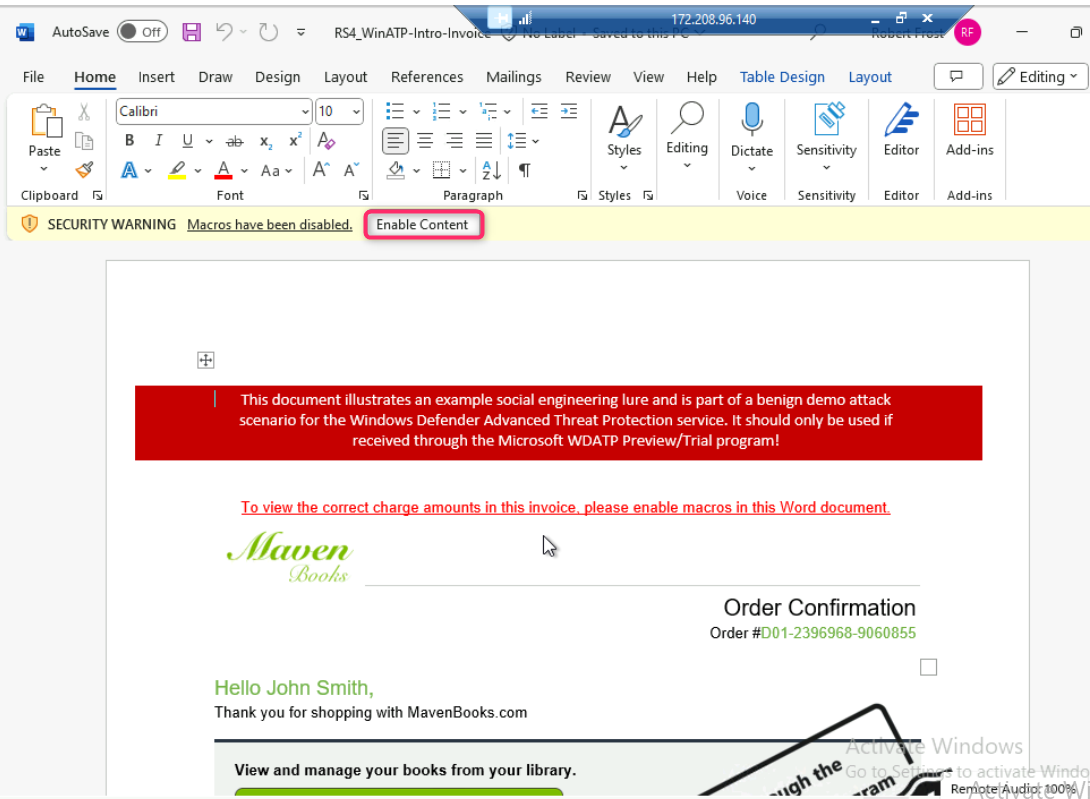 172.208.96.140
AutoSave Off RS4_WinATP-Intro-Invoice No Label - Saved to this PC Robert Frost RF
File Home Insert Draw Design Layout References Mailings Review View Help Table Design Layout Editing
Calibri 10
Paste B I U ab x₂ x² A Styles Editing Dictate Sensitivity Editor Add-ins
A A Aa A A A Z
Clipboard Font Paragraph Styles Voice Sensitivity Editor Add-ins
SECURITY WARNING Macros have been disabled. Enable Content
This document illustrates an example social engineering lure and is part of a benign demo attack
scenario for the Windows Defender Advanced Threat Protection service. It should only be used if
received through the Microsoft WDATP Preview/Trial program!
To view the correct charge amounts in this invoice, please enable macros in this Word document.
Maven
Books
Order Confirmation
Order #D01-2396968-9060855
Hello John Smith,
Thank you for shopping with MavenBooks.com
View and manage your books from your library.
Activate Windows
Go to Settings to activate Windo
Remote Audio: 100%